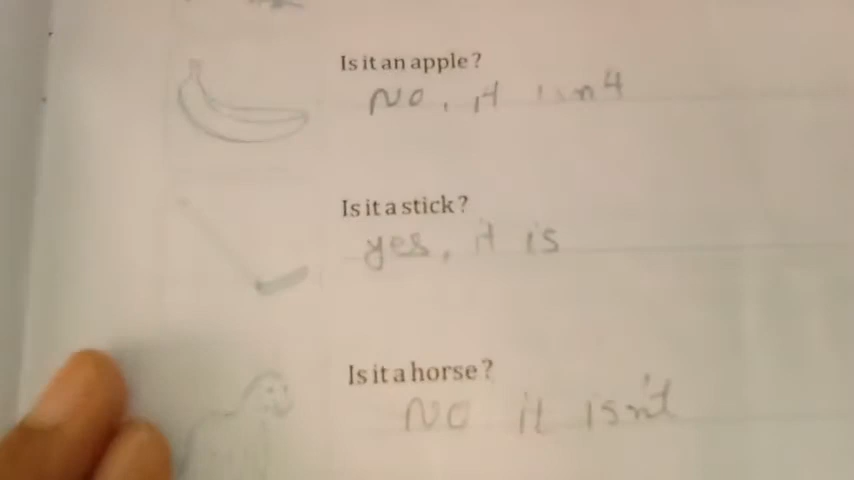 Is it an apple?
No, it isn't
Is it a stick?
yes, it is
Is it a horse?
No it isn't